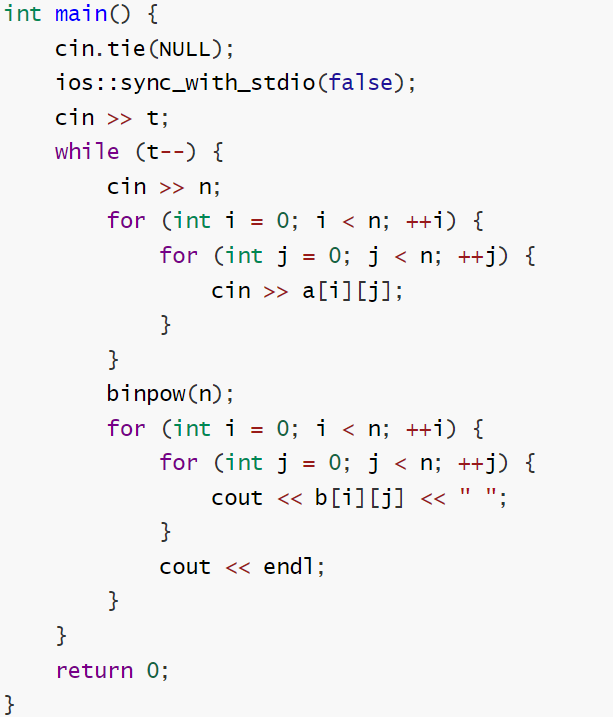 int main() {
    cin.tie(NULL);
    ios::sync_with_stdio(false);
    cin >> t;
    while (t--) {
        cin >> n;
        for (int i = 0; i < n; ++i) {
            for (int j = 0; j < n; ++j) {
                cin >> a[i][j];
            }
        }
        binpow(n);
        for (int i = 0; i < n; ++i) {
            for (int j = 0; j < n; ++j) {
                cout << b[i][j] << " ";
            }
            cout << endl;
        }
    }
    return 0;
}